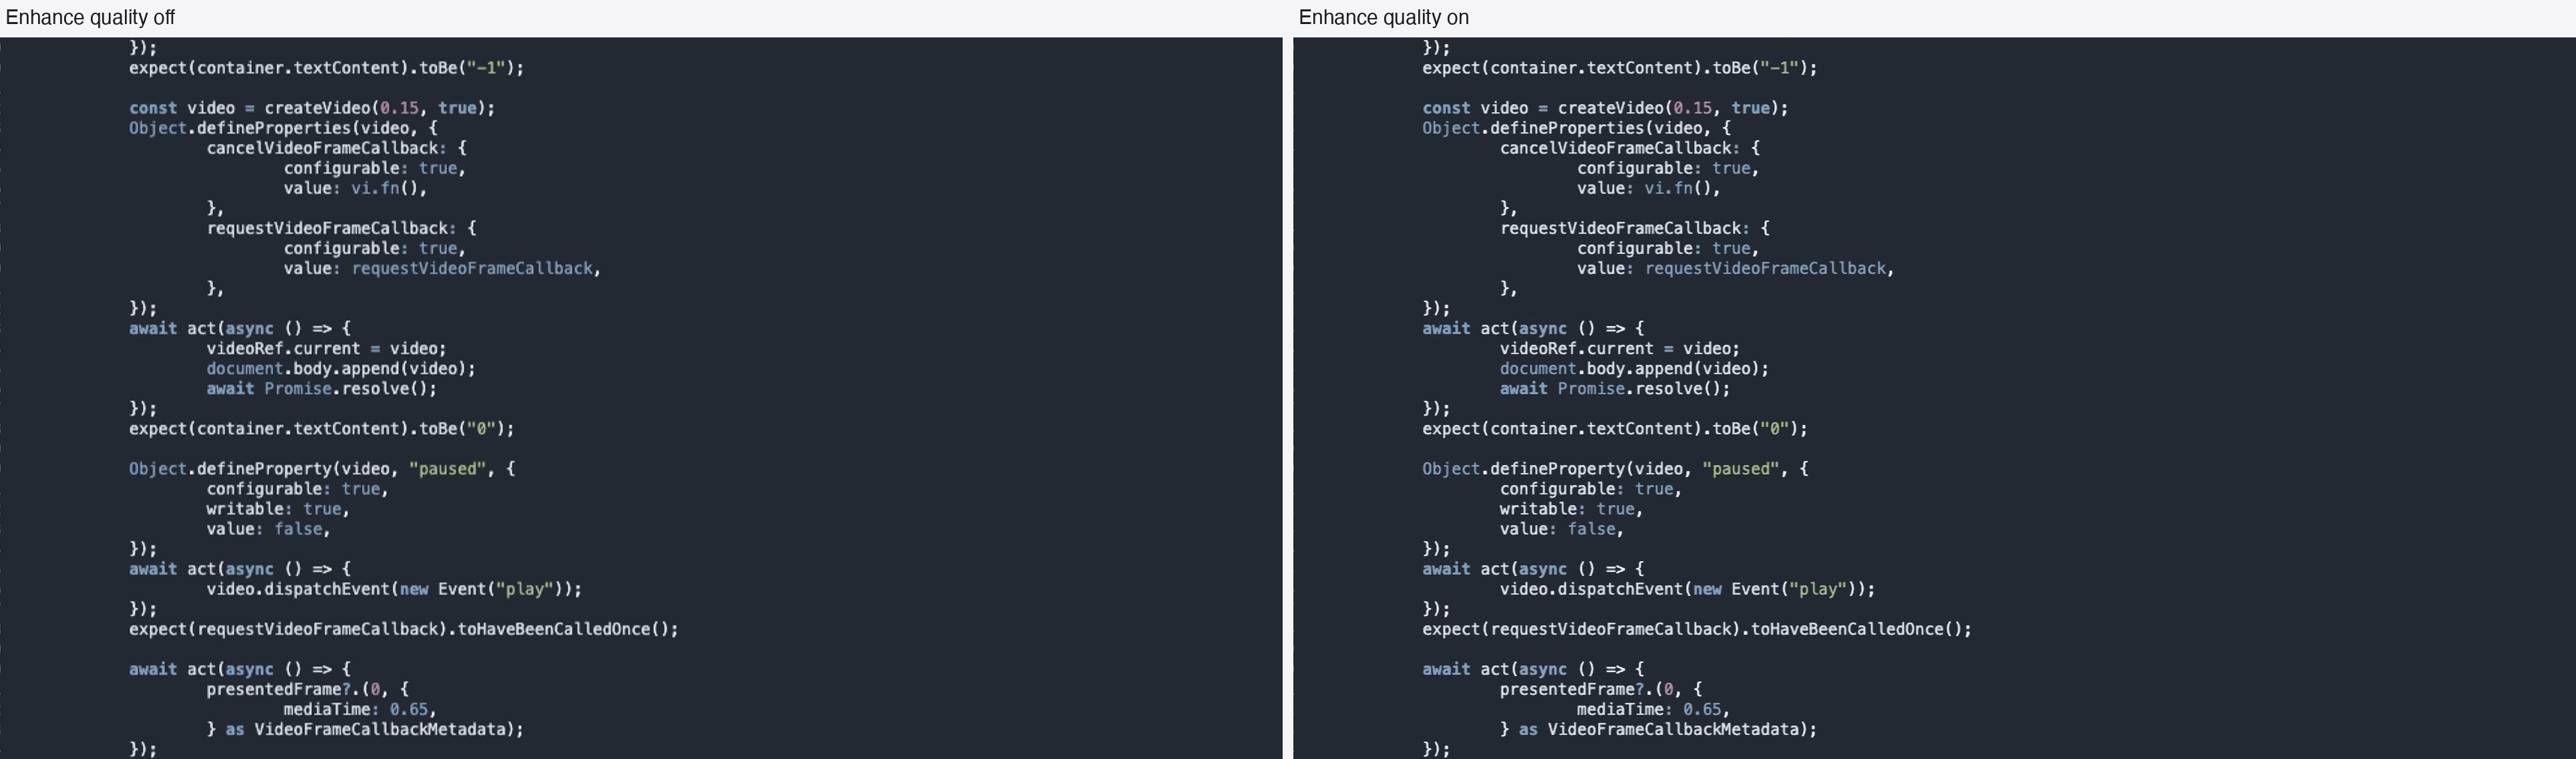 Enhance quality off
});
expect(container.textContent).toBe("-1");
const video = createVideo(0.15, true);
Object.defineProperties(video, {
cancelVideoFrameCallback: {
configurable: true,
value: vi.fn(),
},
requestVideoFrameCallback: {
configurable: true,
value: requestVideoFrameCallback,
},
});
await act(async () => {
videoRef.current = video;
document.body.append(video);
await Promise.resolve();
});
expect(container.textContent).toBe("0");
Object.defineProperty(video, "paused", {
configurable: true,
writable: true,
value: false,
});
await act(async () => {
video.dispatchEvent(new Event("play"));
});
expect(requestVideoFrameCallback).toHaveBeenCalledOnce();
await act(async () => {
presentedFrame?.(0, {
mediaTime: 0.65,
} as VideoFrameCallbackMetadata);
});
Enhance quality on
});
expect(container.textContent).toBe("-1");
const video = createVideo(0.15, true);
Object.defineProperties(video, {
cancelVideoFrameCallback: {
configurable: true,
value: vi.fn(),
},
requestVideoFrameCallback: {
configurable: true,
value: requestVideoFrameCallback,
},
});
await act(async () => {
videoRef.current = video;
document.body.append(video);
await Promise.resolve();
});
expect(container.textContent).toBe("0");
Object.defineProperty(video, "paused", {
configurable: true,
writable: true,
value: false,
});
await act(async () => {
video.dispatchEvent(new Event("play"));
});
expect(requestVideoFrameCallback).toHaveBeenCalledOnce();
await act(async () => {
presentedFrame?.(0, {
mediaTime: 0.65,
} as VideoFrameCallbackMetadata);
});